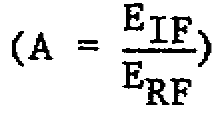 (A = E_IF / E_RF)